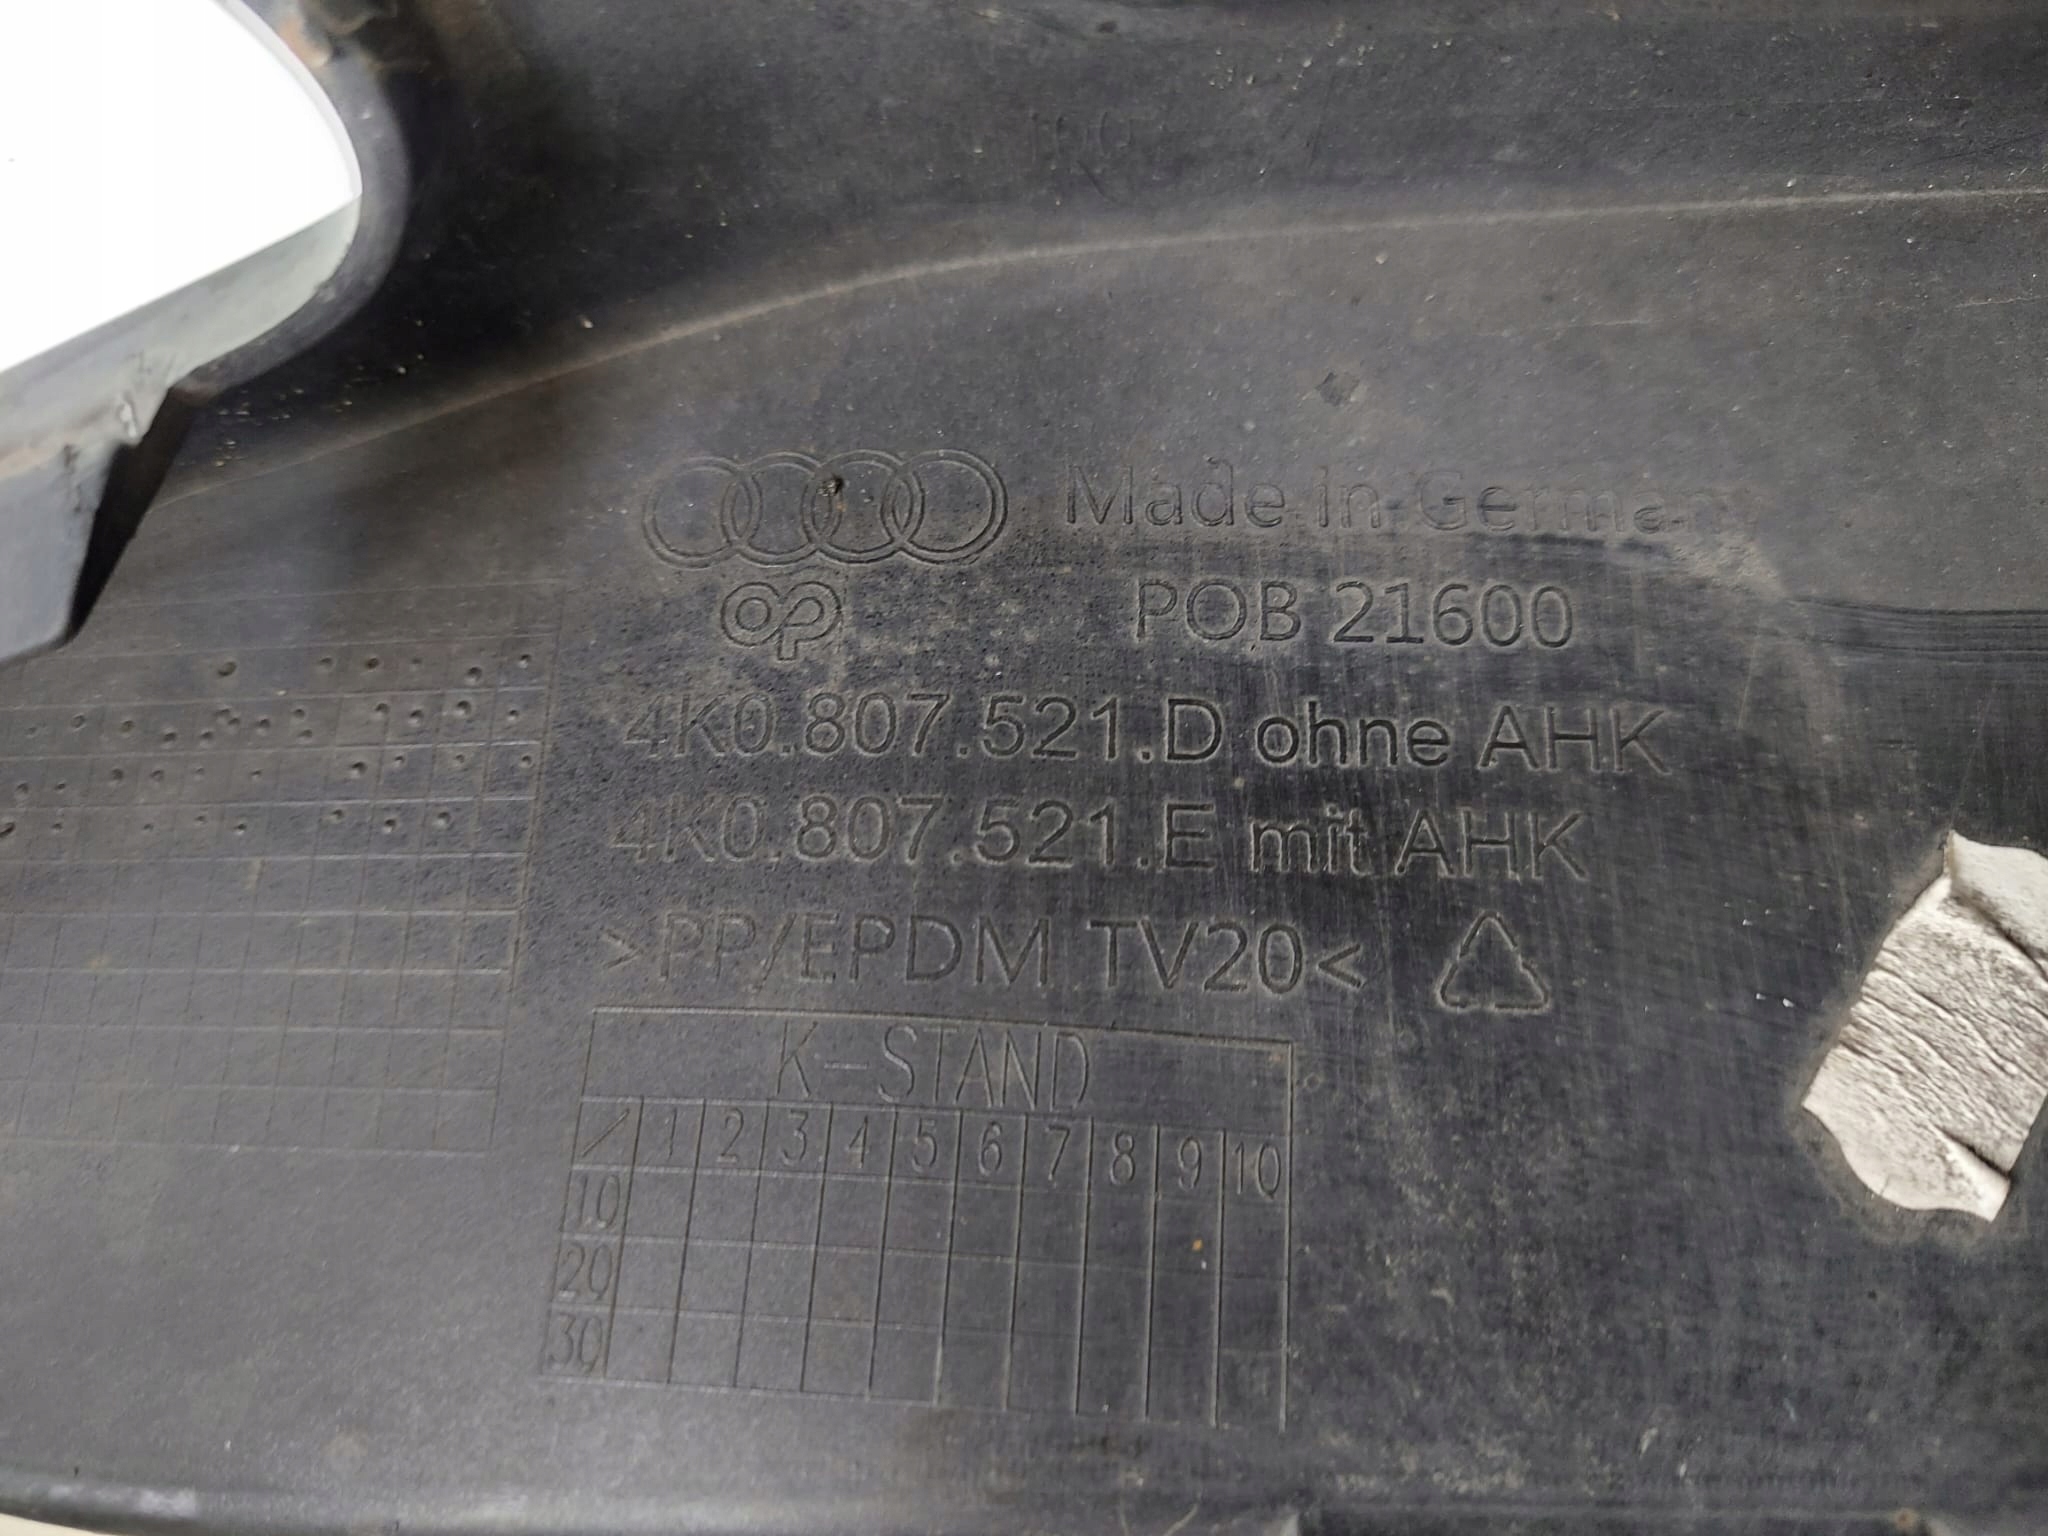 Made in Germany
OP
POB 21600
4K0.807.521.D ohne AHK
4K0.807.521.E mit AHK
>PP/EPDM TV20<
K-STAND
/ 1 2 3 4 5 6 7 8 9 10
10
20
30